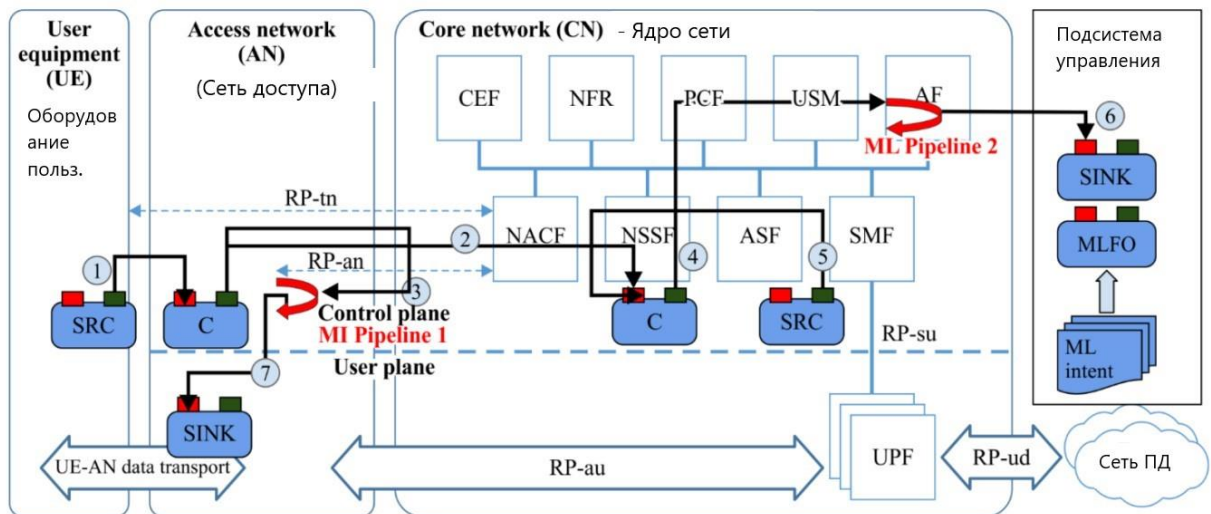 User
equipment
(UE)
Оборудов
ание
польз.
Access network
(AN)
(Сеть доступа)
Core network (CN) - Ядро сети
Подсистема
управления
CEF
NFR
PCF
USM
AF
ML Pipeline 2
6
SINK
MLFO
ML
intent
RP-tn
NACF
NSSF
ASF
SMF
2
4
5
RP-an
1
3
SRC
C
Control plane
MI Pipeline 1
C
SRC
RP-su
User plane
7
SINK
UE-AN data transport
RP-au
UPF
RP-ud
Сеть ПД